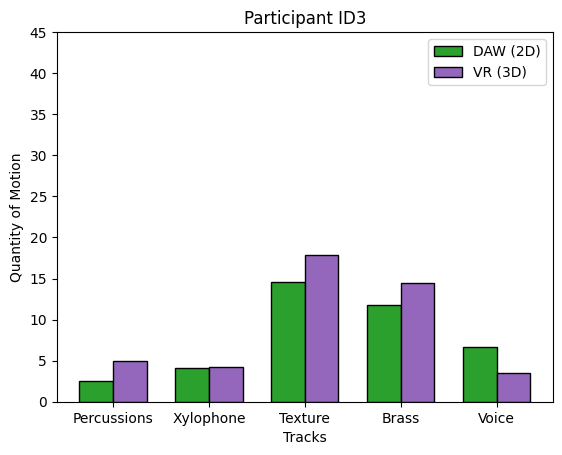 Participant ID3
DAW (2D)
VR (3D)
Quantity of Motion
45
40
35
30
25
20
15
10
5
0
Percussions Xylophone Texture Brass Voice
Tracks